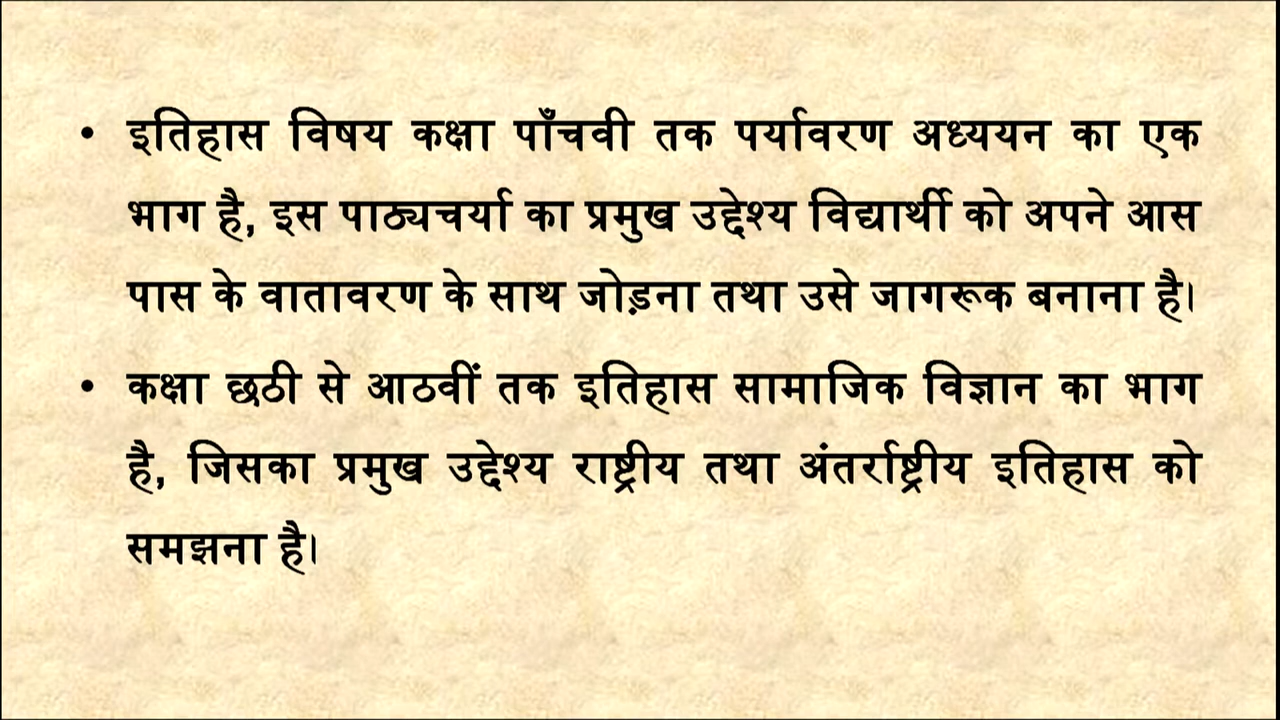 • इतिहास विषय कक्षा पाँचवी तक पर्यावरण अध्ययन का एक
भाग है, इस पाठ्यचर्या का प्रमुख उद्देश्य विद्यार्थी को अपने आस
पास के वातावरण के साथ जोड़ना तथा उसे जागरूक बनाना है।
• कक्षा छठी से आठवीं तक इतिहास सामाजिक विज्ञान का भाग
है, जिसका प्रमुख उद्देश्य राष्ट्रीय तथा अंतर्राष्ट्रीय इतिहास को
समझना है।